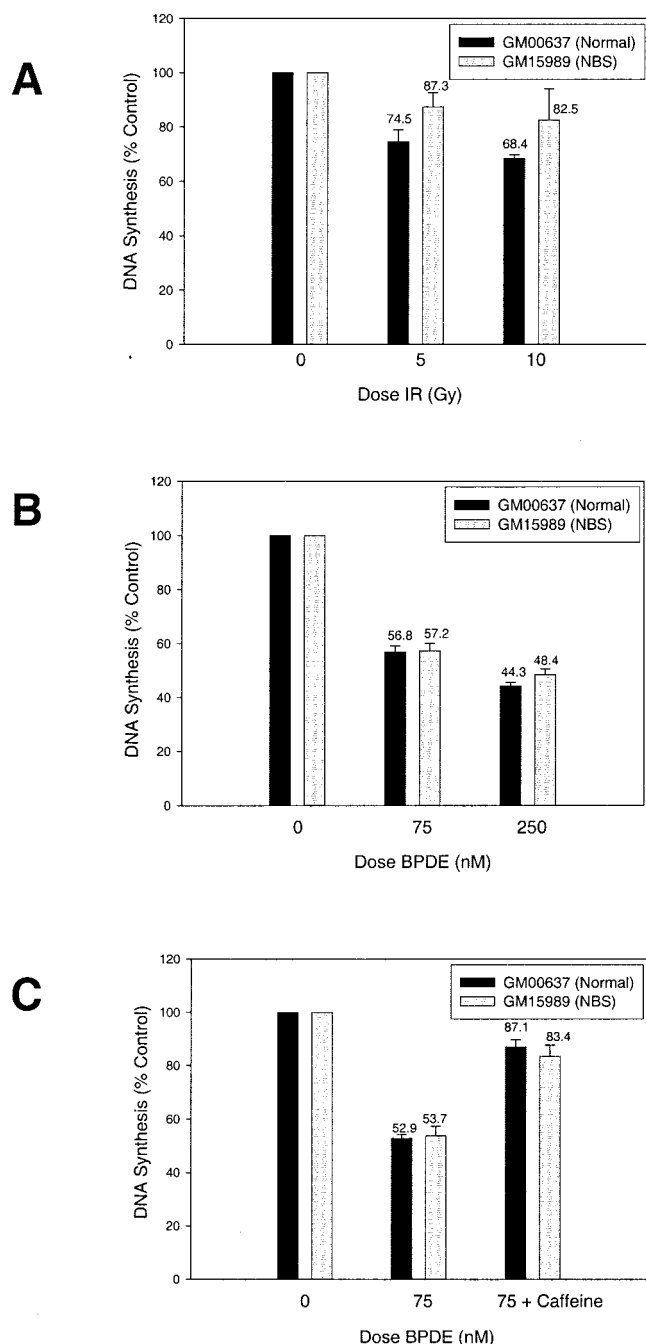 A
DNA Synthesis (% Control)
120
100
80
60
40
20
0
GM00637 (Normal)
GM15989 (NBS)
74.5
87.3
68.4
82.5
0 5 10
Dose IR (Gy)
B
DNA Synthesis (% Control)
120
100
80
60
40
20
0
GM00637 (Normal)
GM15989 (NBS)
56.8
57.2
44.3
48.4
0 75 250
Dose BPDE (nM)
C
DNA Synthesis (% Control)
120
100
80
60
40
20
0
GM00637 (Normal)
GM15989 (NBS)
52.9
53.7
87.1
83.4
0 75 75 + Caffeine
Dose BPDE (nM)